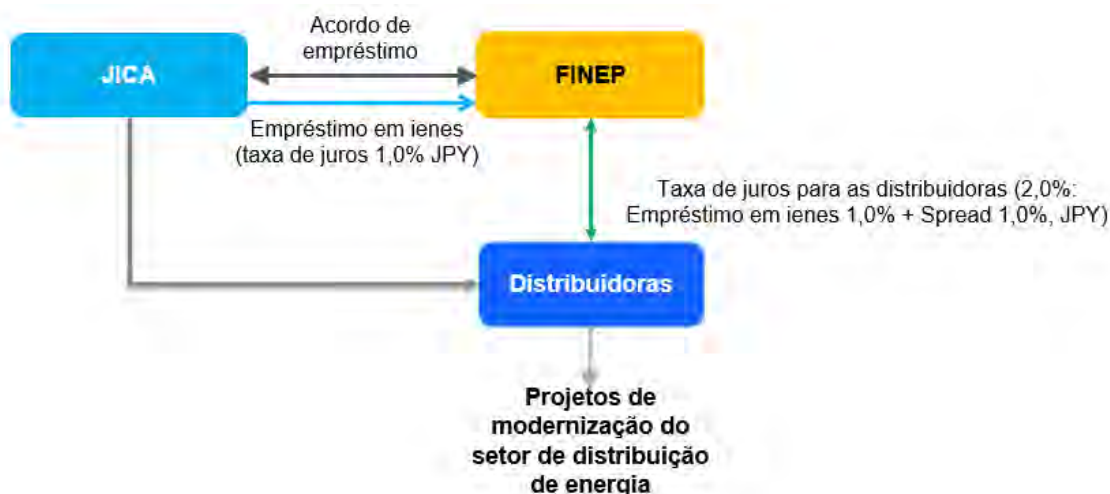 Acordo de
empréstimo
JICA
FINEP
Empréstimo em ienes
(taxa de juros 1,0% JPY)
Taxa de juros para as distribuidoras (2,0%:
Empréstimo em ienes 1,0% + Spread 1,0%, JPY)
Distribuidoras
Projetos de
modernização do
setor de distribuição
de energia